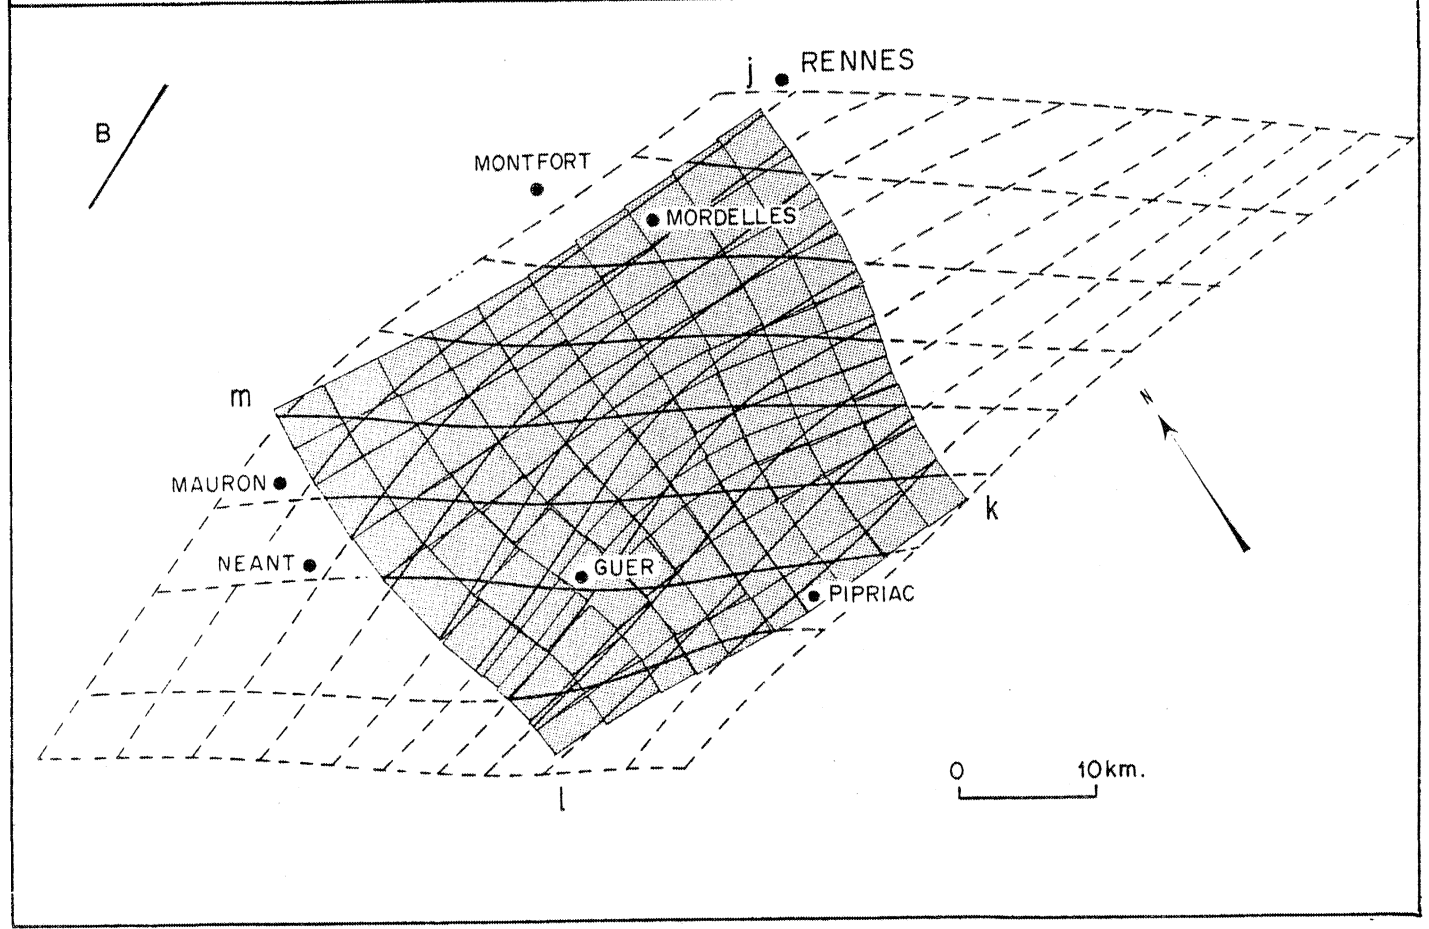 j
RENNES
B
MONTFORT
MORDELLES
m
N
MAURON
k
NEANT
GUER
PIPRIAC
0 10km.
l